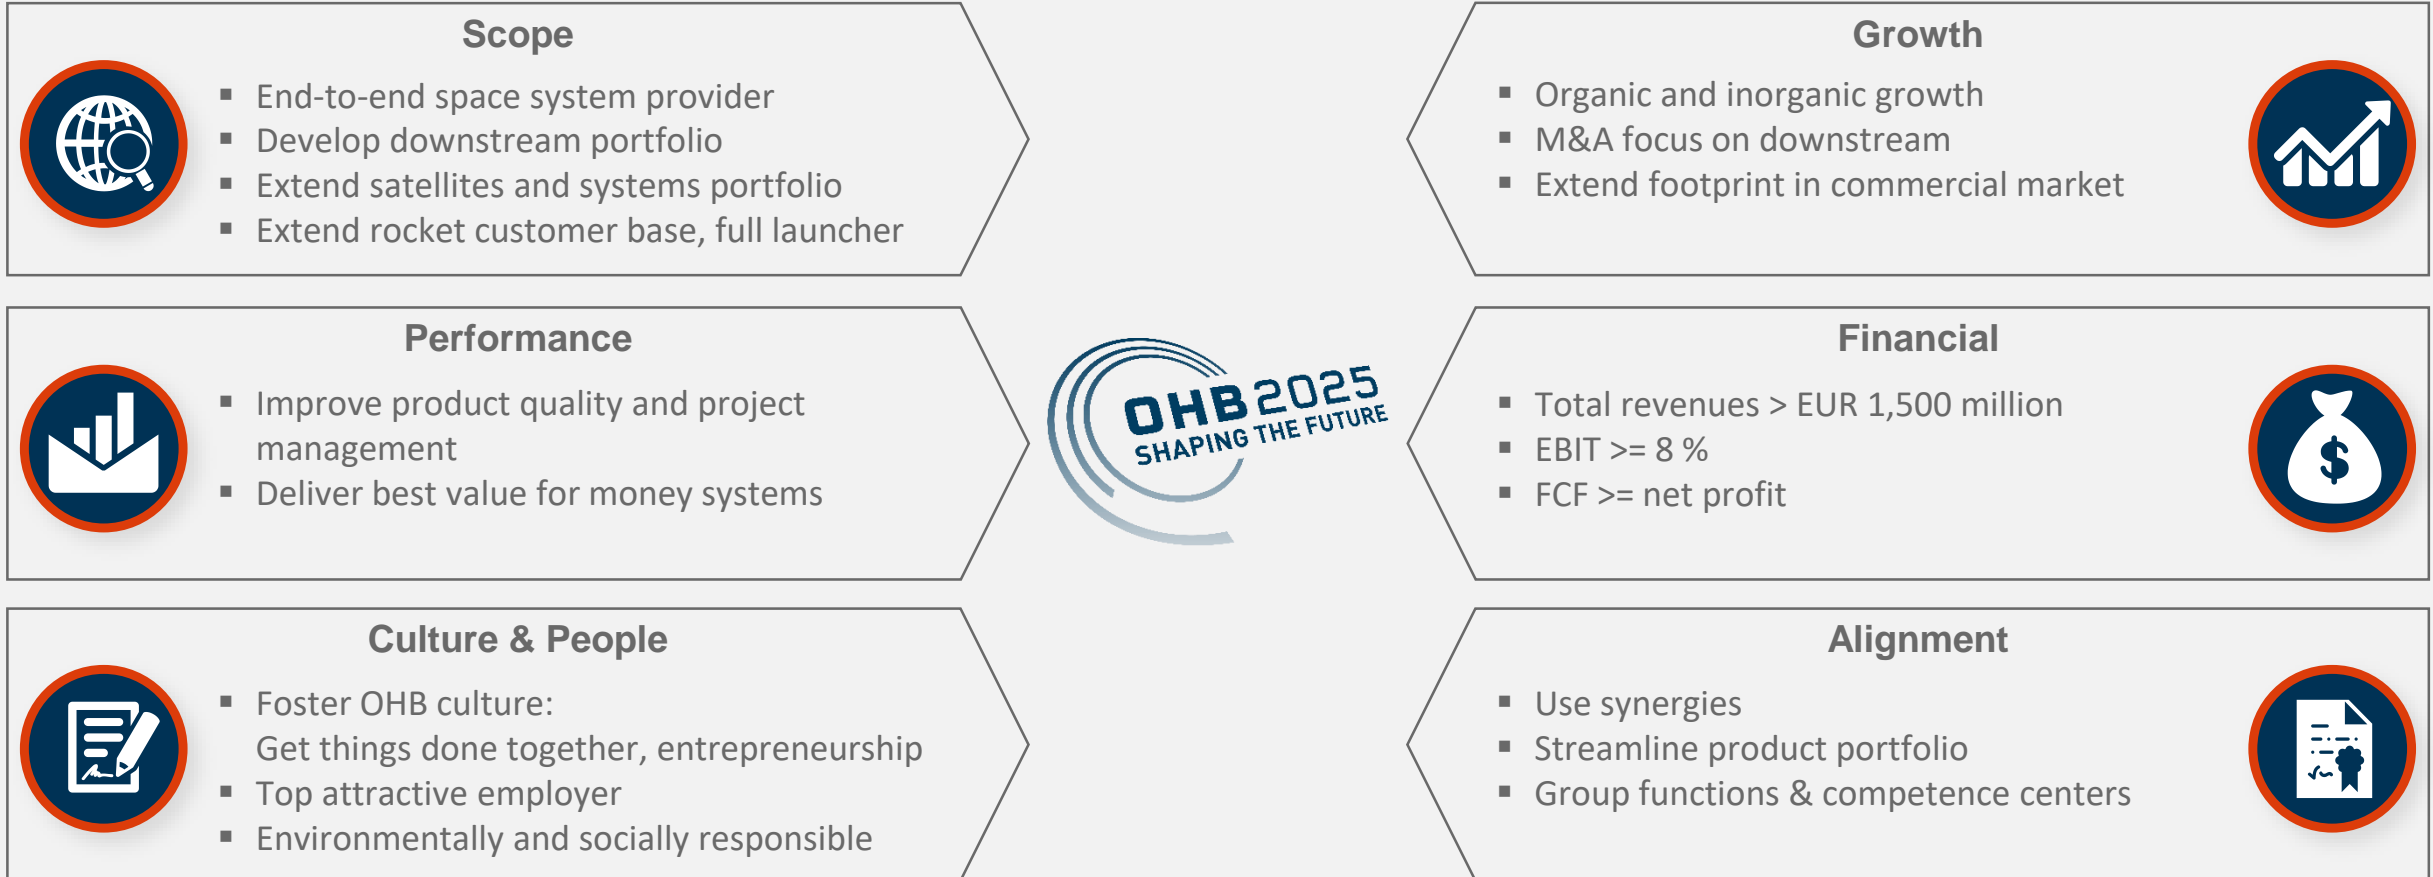 Scope
▪ End-to-end space system provider
▪ Develop downstream portfolio
▪ Extend satellites and systems portfolio
▪ Extend rocket customer base, full launcher
Growth
▪ Organic and inorganic growth
▪ M&A focus on downstream
▪ Extend footprint in commercial market
Performance
▪ Improve product quality and project
management
▪ Deliver best value for money systems
OHB 2025
SHAPING THE FUTURE
Financial
▪ Total revenues > EUR 1,500 million
▪ EBIT >= 8 %
▪ FCF >= net profit
$
Culture & People
▪ Foster OHB culture:
Get things done together, entrepreneurship
▪ Top attractive employer
▪ Environmentally and socially responsible
Alignment
▪ Use synergies
▪ Streamline product portfolio
▪ Group functions & competence centers